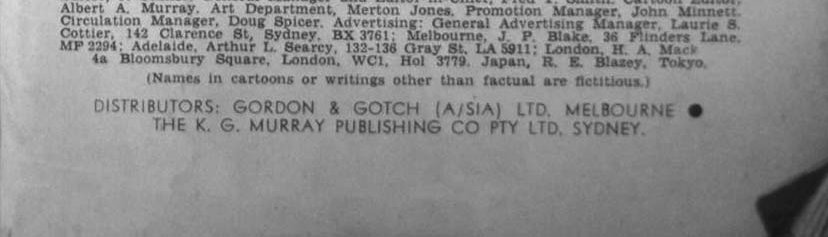 Albert A. Murray. Art Department, Merton Jones, Promotion Manager, John Minnett.
Circulation Manager, Doug Spicer. Advertising: General Advertising Manager, Laurie S.
Cottier, 142 Clarence St, Sydney. BX 3761; Melbourne, J. P. Blake, 36 Flinders Lane.
MF 2294; Adelaide, Arthur L. Searcy, 132-136 Gray St. LA 5911; London, H. A. Mack
4a Bloomsbury Square, London, WC1, Hol 3779. Japan, R. E. Blazey, Tokyo.
(Names in cartoons or writings other than factual are fictitious.)
DISTRIBUTORS: GORDON & GOTCH (A/SIA) LTD. MELBOURNE ●
THE K. G. MURRAY PUBLISHING CO PTY LTD, SYDNEY.